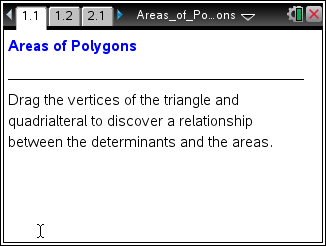 1.1 1.2 2.1 Areas_of_Po...ons
Areas of Polygons
Drag the vertices of the triangle and
quadrialteral to discover a relationship
between the determinants and the areas.